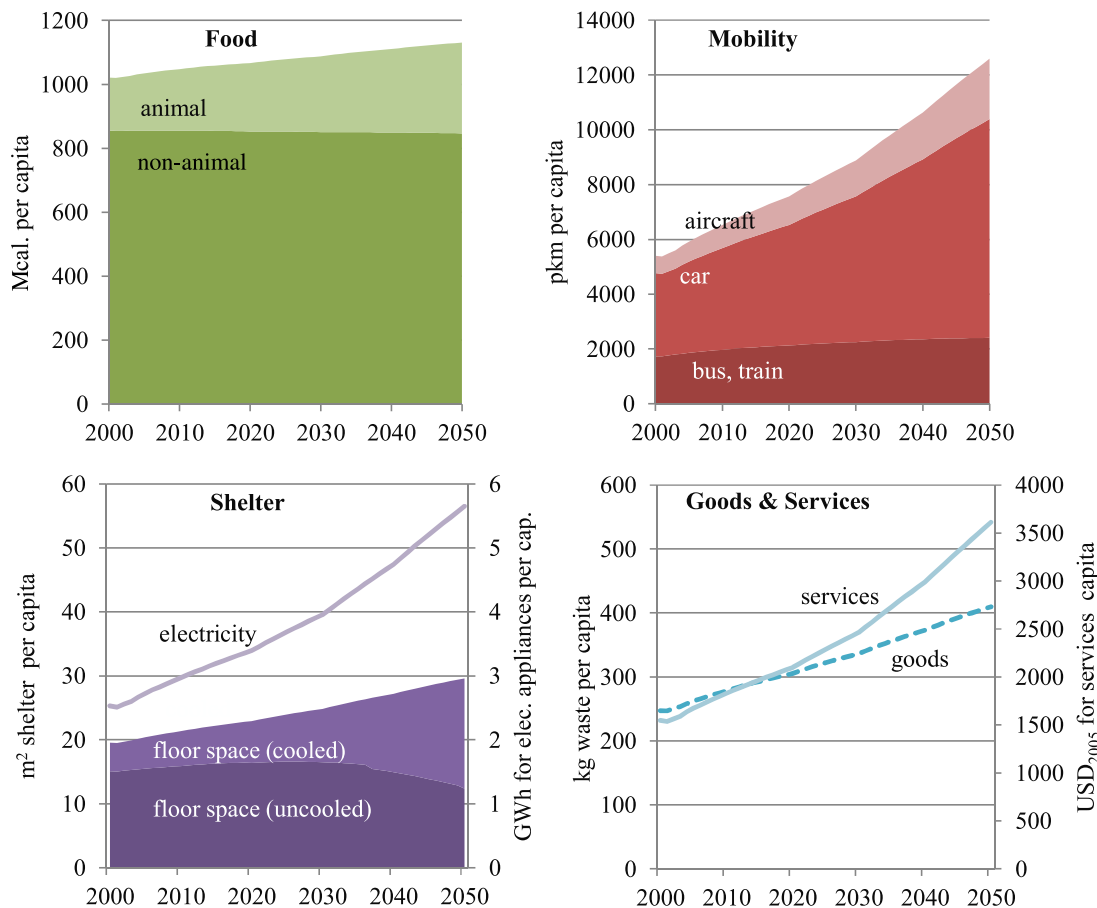 Food
Mcal. per capita
1200
1000
800
600
400
200
0
animal
non-animal
2000 2010 2020 2030 2040 2050
Mobility
pkm per capita
14000
12000
10000
8000
6000
4000
2000
0
aircraft
car
bus, train
2000 2010 2020 2030 2040 2050
Shelter
m² shelter per capita
60
50
40
30
20
10
0
electricity
floor space (cooled)
floor space (uncooled)
6
5
4
3
2
1
0
GWh for elec. appliances per cap.
2000 2010 2020 2030 2040 2050
Goods & Services
kg waste per capita
600
500
400
300
200
100
0
services
goods
4000
3500
3000
2500
2000
1500
1000
500
0
USD₂₀₀₅ for services capita
2000 2010 2020 2030 2040 2050